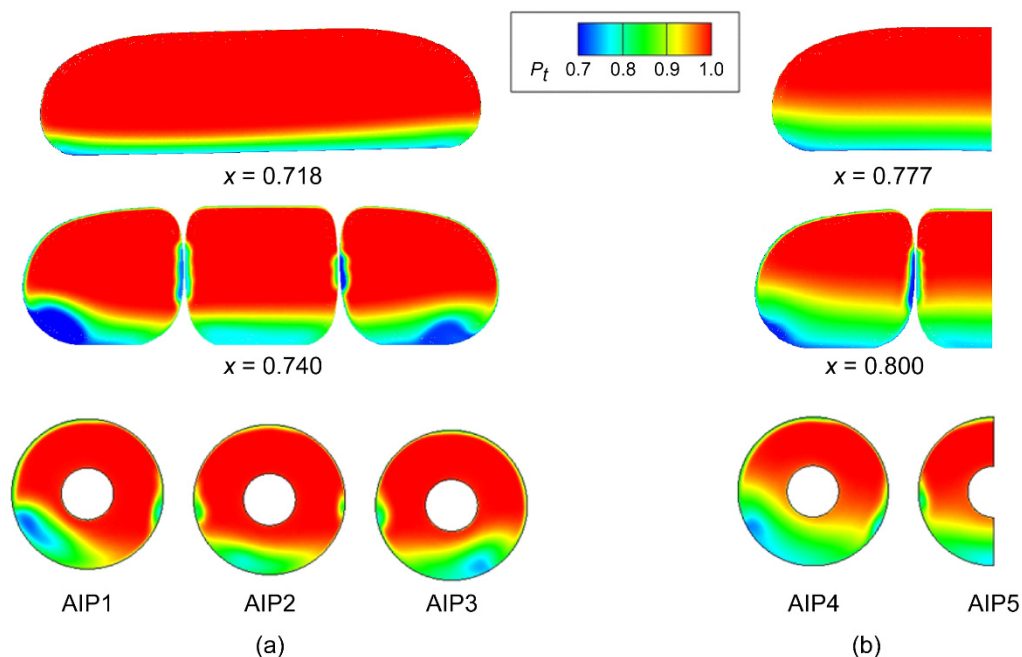 Pt 0.7 0.8 0.9 1.0
x = 0.718
x = 0.777
x = 0.740
x = 0.800
AIP1 AIP2 AIP3 AIP4 AIP5
(a) (b)